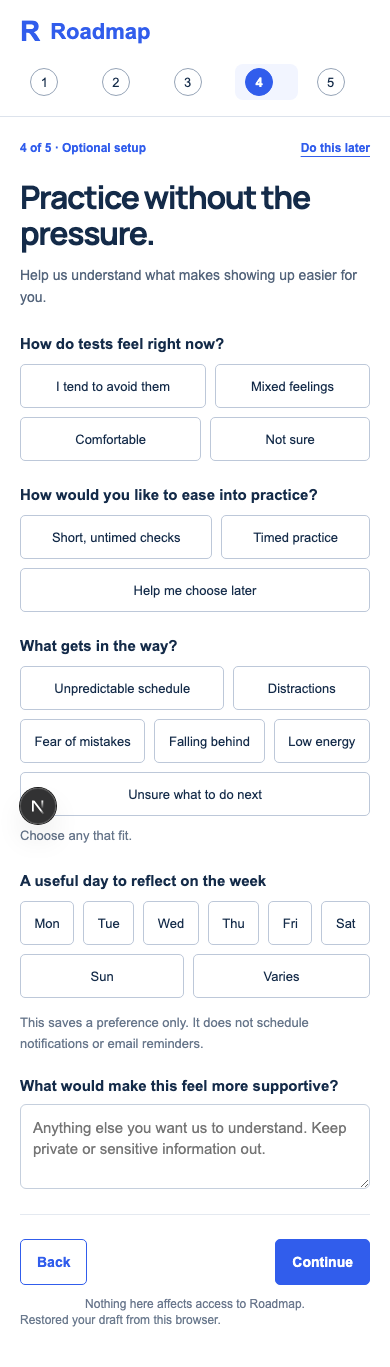 R Roadmap
1 2 3 4 5
4 of 5 · Optional setup Do this later
Practice without the
pressure.
Help us understand what makes showing up easier for
you.
How do tests feel right now?
I tend to avoid them Mixed feelings
Comfortable Not sure
How would you like to ease into practice?
Short, untimed checks Timed practice
Help me choose later
What gets in the way?
Unpredictable schedule Distractions
Fear of mistakes Falling behind Low energy
Unsure what to do next
N
Choose any that fit.
A useful day to reflect on the week
Mon Tue Wed Thu Fri Sat
Sun Varies
This saves a preference only. It does not schedule
notifications or email reminders.
What would make this feel more supportive?
Anything else you want us to understand. Keep
private or sensitive information out.
Back Continue
Nothing here affects access to Roadmap.
Restored your draft from this browser.